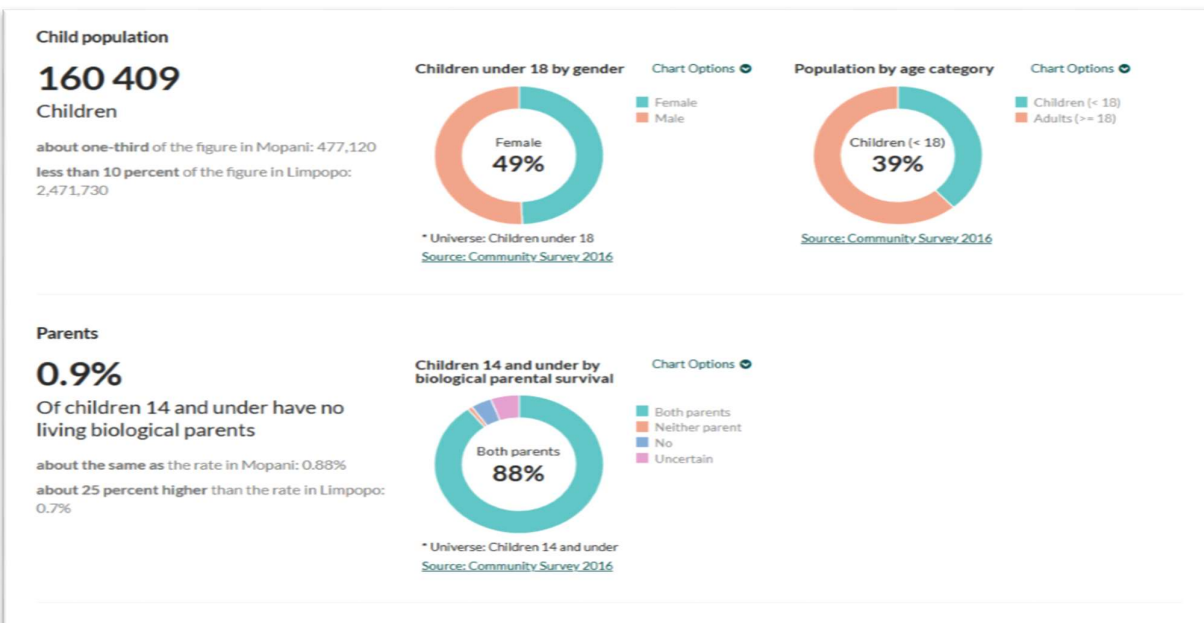 Child population
160 409
Children
about one-third of the figure in Mopani: 477,120
less than 10 percent of the figure in Limpopo:
2,471,730
Children under 18 by gender
Chart Options
Female
Male
Female
49%
* Universe: Children under 18
Source: Community Survey 2016
Population by age category
Chart Options
Children (< 18)
Adults (>= 18)
Children (< 18)
39%
Source: Community Survey 2016
Parents
0.9%
Of children 14 and under have no
living biological parents
about the same as the rate in Mopani: 0.88%
about 25 percent higher than the rate in Limpopo:
0.7%
Children 14 and under by
biological parental survival
Chart Options
Both parents
Neither parent
No
Uncertain
Both parents
88%
* Universe: Children 14 and under
Source: Community Survey 2016